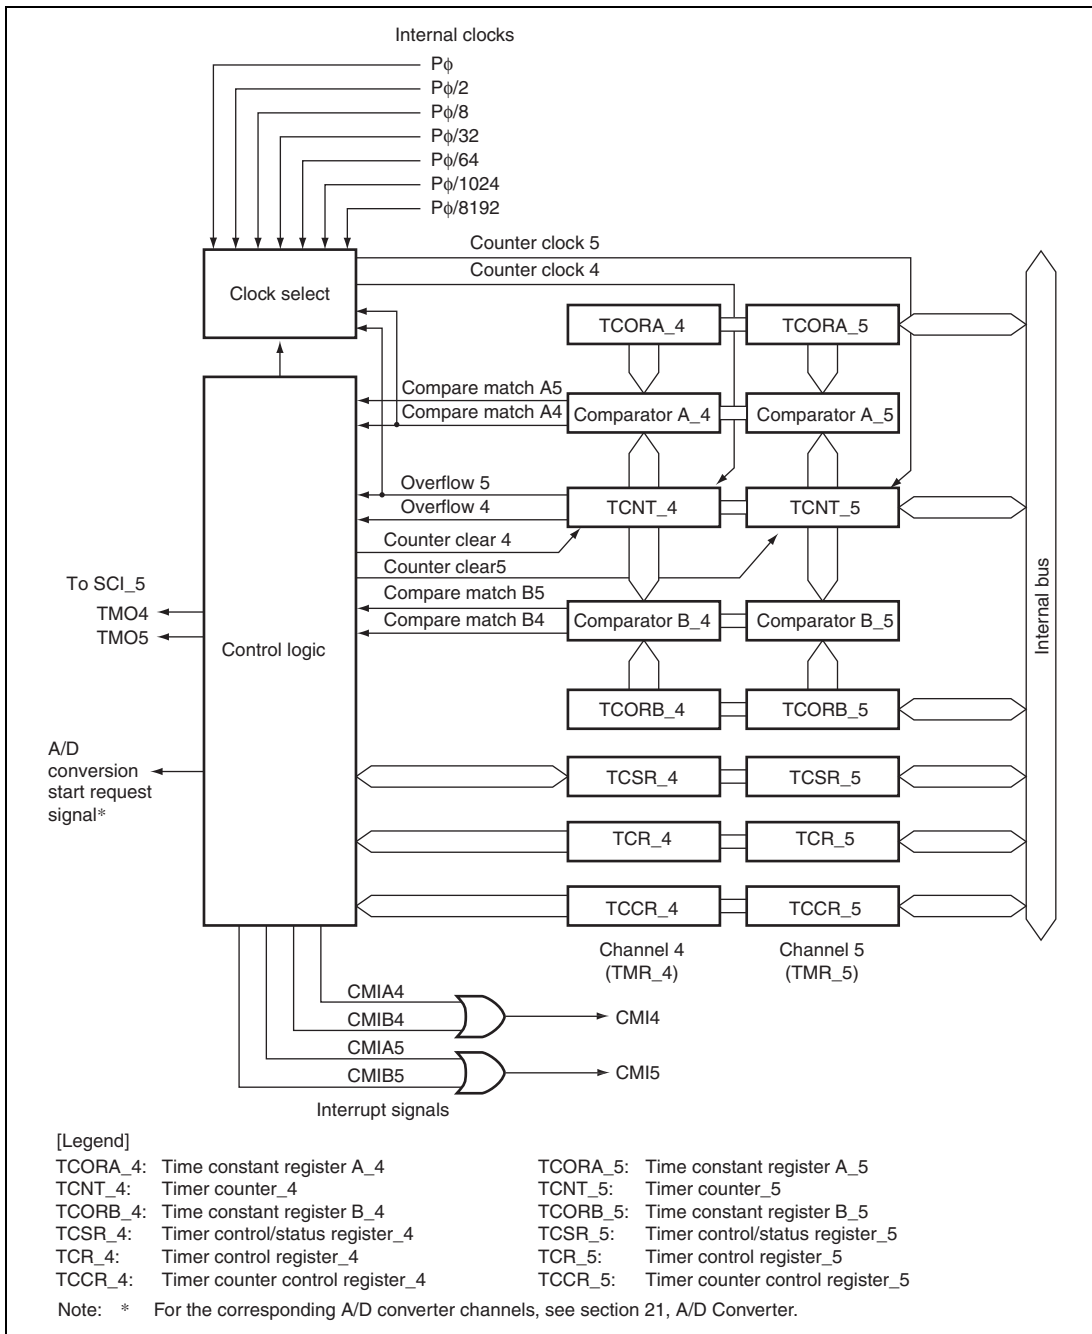 Internal clocks
Pϕ
Pϕ/2
Pϕ/8
Pϕ/32
Pϕ/64
Pϕ/1024
Pϕ/8192
Counter clock 5
Counter clock 4
Clock select
TCORA_4
TCORA_5
Compare match A5
Compare match A4
Comparator A_4
Comparator A_5
Overflow 5
Overflow 4
TCNT_4
TCNT_5
Counter clear 4
Counter clear5
To SCI_5
TMO4
TMO5
Compare match B5
Compare match B4
Comparator B_4
Comparator B_5
Control logic
Internal bus
TCORB_4
TCORB_5
A/D
conversion
start request
signal*
TCSR_4
TCSR_5
TCR_4
TCR_5
TCCR_4
TCCR_5
Channel 4
(TMR_4)
Channel 5
(TMR_5)
CMIA4
CMIB4
CMI4
CMIA5
CMIB5
CMI5
Interrupt signals
[Legend]
TCORA_4: Time constant register A_4
TCORA_5: Time constant register A_5
TCNT_4: Timer counter_4
TCNT_5: Timer counter_5
TCORB_4: Time constant register B_4
TCORB_5: Time constant register B_5
TCSR_4: Timer control/status register_4
TCSR_5: Timer control/status register_5
TCR_4: Timer control register_4
TCR_5: Timer control register_5
TCCR_4: Timer counter control register_4
TCCR_5: Timer counter control register_5
Note: * For the corresponding A/D converter channels, see section 21, A/D Converter.